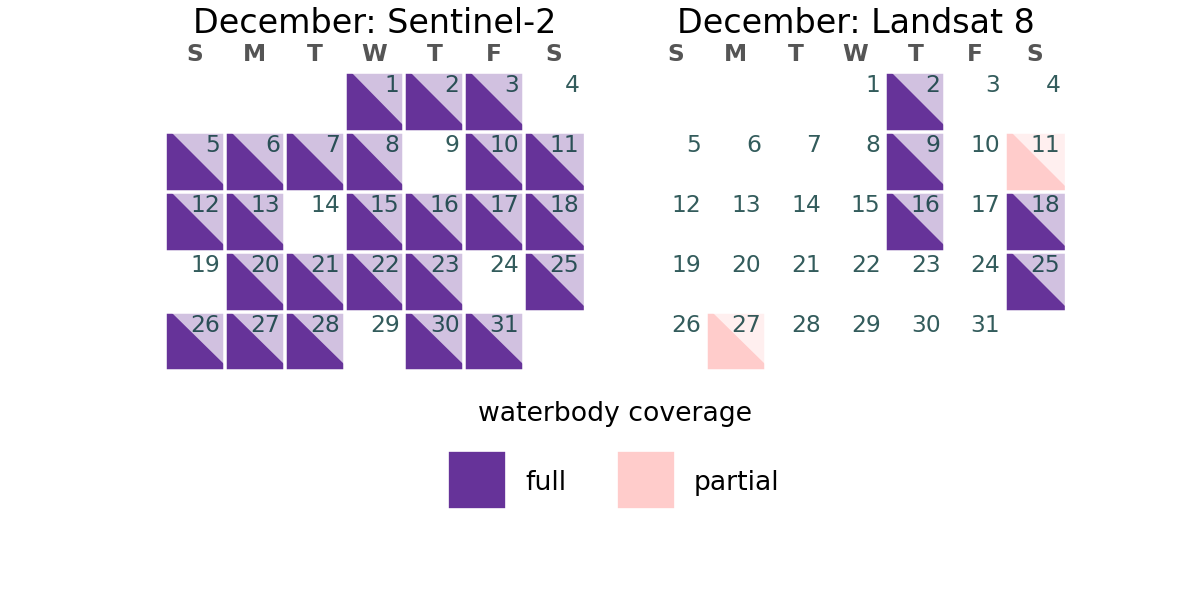 December: Sentinel-2
S M T W T F S
1 2 3 4
5 6 7 8 9 10 11
12 13 14 15 16 17 18
19 20 21 22 23 24 25
26 27 28 29 30 31
December: Landsat 8
S M T W T F S
1 2 3 4
5 6 7 8 9 10 11
12 13 14 15 16 17 18
19 20 21 22 23 24 25
26 27 28 29 30 31
waterbody coverage
full partial